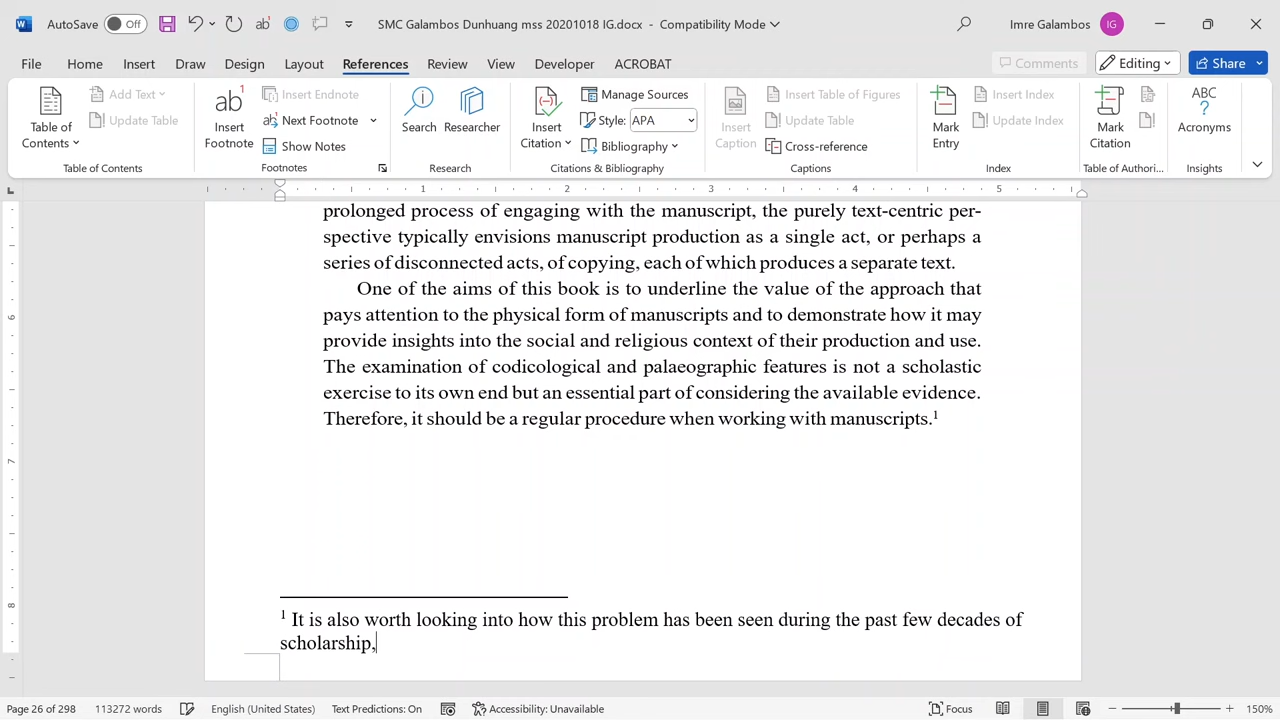 AutoSave Off SMC Galambos Dunhuang mss 20201018 IG.docx - Compatibility Mode Imre Galambos IG
File Home Insert Draw Design Layout References Review View Developer ACROBAT Comments Editing Share
Table of Contents
Add Text
Update Table
Table of Contents
ab1
Insert Footnote
Insert Endnote
ab Next Footnote
Show Notes
Footnotes
Search
Researcher
Research
Insert Citation
Manage Sources
Style: APA
Bibliography
Citations & Bibliography
Insert Caption
Insert Table of Figures
Update Table
Cross-reference
Captions
Mark Entry
Insert Index
Update Index
Index
Mark Citation
Table of Authori...
ABC
?
Acronyms
Insights
1 2 3 4 5
6
7
8
prolonged process of engaging with the manuscript, the purely text-centric per-
spective typically envisions manuscript production as a single act, or perhaps a
series of disconnected acts, of copying, each of which produces a separate text.
One of the aims of this book is to underline the value of the approach that
pays attention to the physical form of manuscripts and to demonstrate how it may
provide insights into the social and religious context of their production and use.
The examination of codicological and palaeographic features is not a scholastic
exercise to its own end but an essential part of considering the available evidence.
Therefore, it should be a regular procedure when working with manuscripts.1
1 It is also worth looking into how this problem has been seen during the past few decades of
scholarship,
Page 26 of 298 113272 words English (United States) Text Predictions: On Accessibility: Unavailable Focus 150%